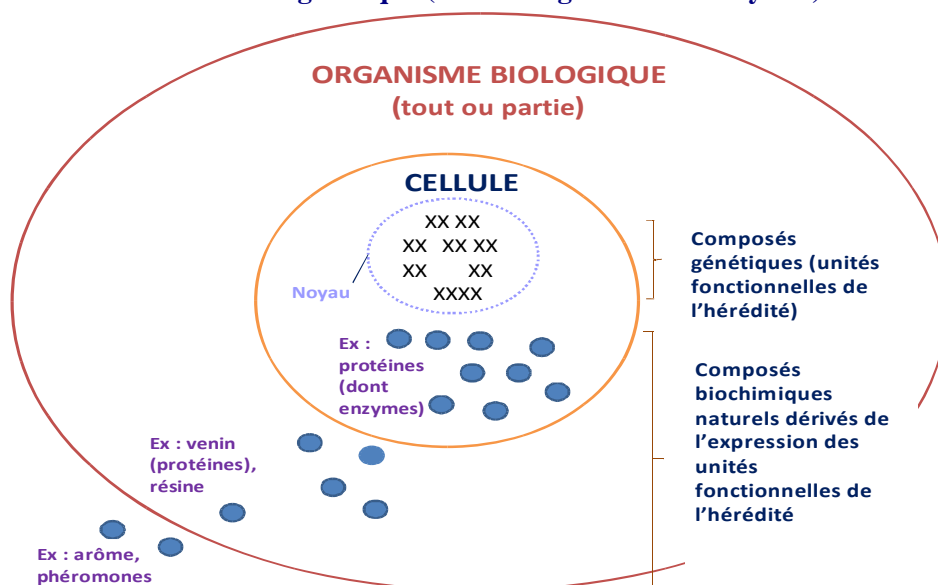 ORGANISME BIOLOGIQUE
(tout ou partie)
CELLULE
XX XX
XX XX XX
XX XX
XXXX
Noyau
Composés
génétiques (unités
fonctionnelles de
l’hérédité)
Ex :
protéines
(dont
enzymes)
Composés
biochimiques
naturels dérivés de
l’expression des
unités
fonctionnelles de
l’hérédité
Ex : venin
(protéines),
résine
Ex : arôme,
phéromones